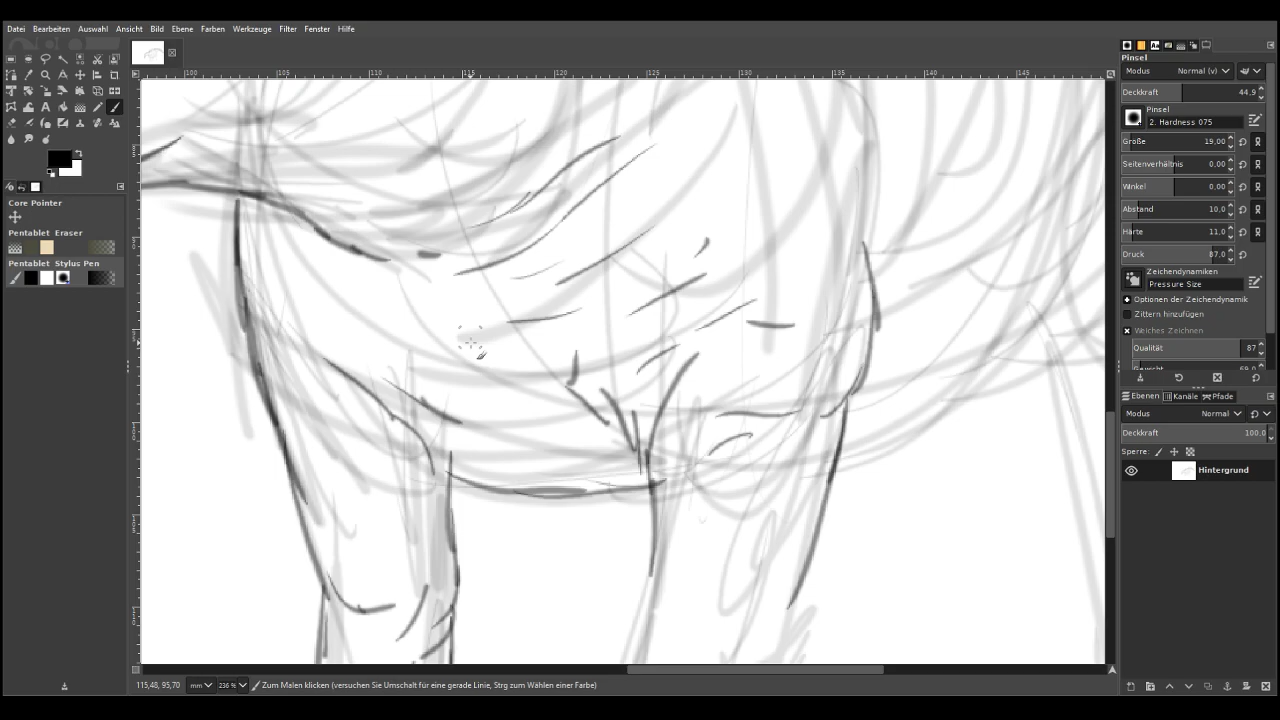 Datei Bearbeiten Auswahl Ansicht Bild Ebene Farben Werkzeuge Filter Fenster Hilfe
100 105 110 115 120 125 130 135 140 145
Core Pointer
Pentablet Eraser
Pentablet Stylus Pen
Pinsel
Modus Normal (v)
Deckkraft 44,9
Pinsel
2. Hardness 075
Größe 19,00
Seitenverhältnis 0,00
Winkel 0,00
Abstand 10,0
Härte 11,0
Druck 87,0
Zeichendynamiken
Pressure Size
Optionen der Zeichendynamik
Zittern hinzufügen
Weiches Zeichnen
Qualität 87
Ebenen Kanäle Pfade
Modus Normal
Deckkraft 100,0
Sperre:
Hintergrund
115,48, 95,70 mm 236 % Zum Malen klicken (versuchen Sie Umschalt für eine gerade Linie, Strg zum Wählen einer Farbe)